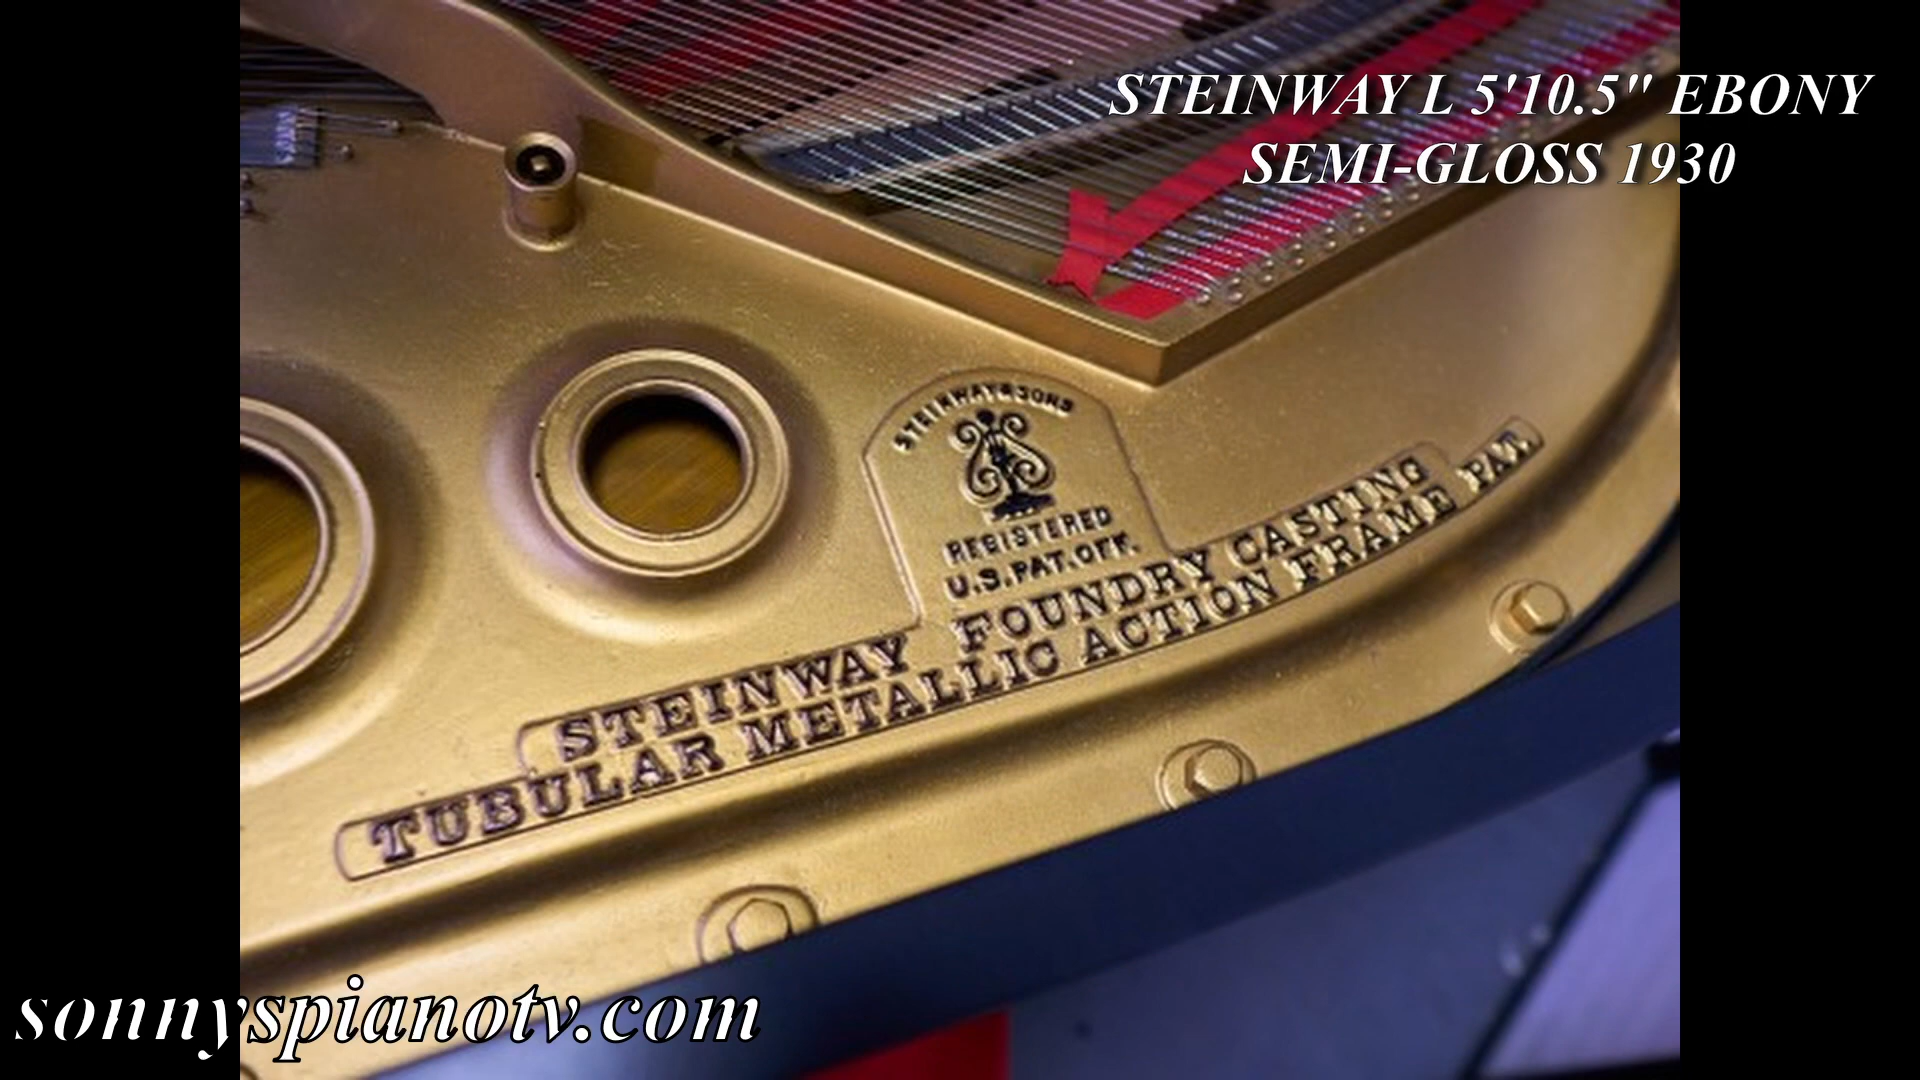 STEINWAY L 5'10.5" EBONY
SEMI-GLOSS 1930
STEINWAY & SONS
REGISTERED
U.S. PAT. OFF.
STEINWAY FOUNDRY CASTING
TUBULAR METALLIC ACTION FRAME PAT.
sonnyspianotv.com